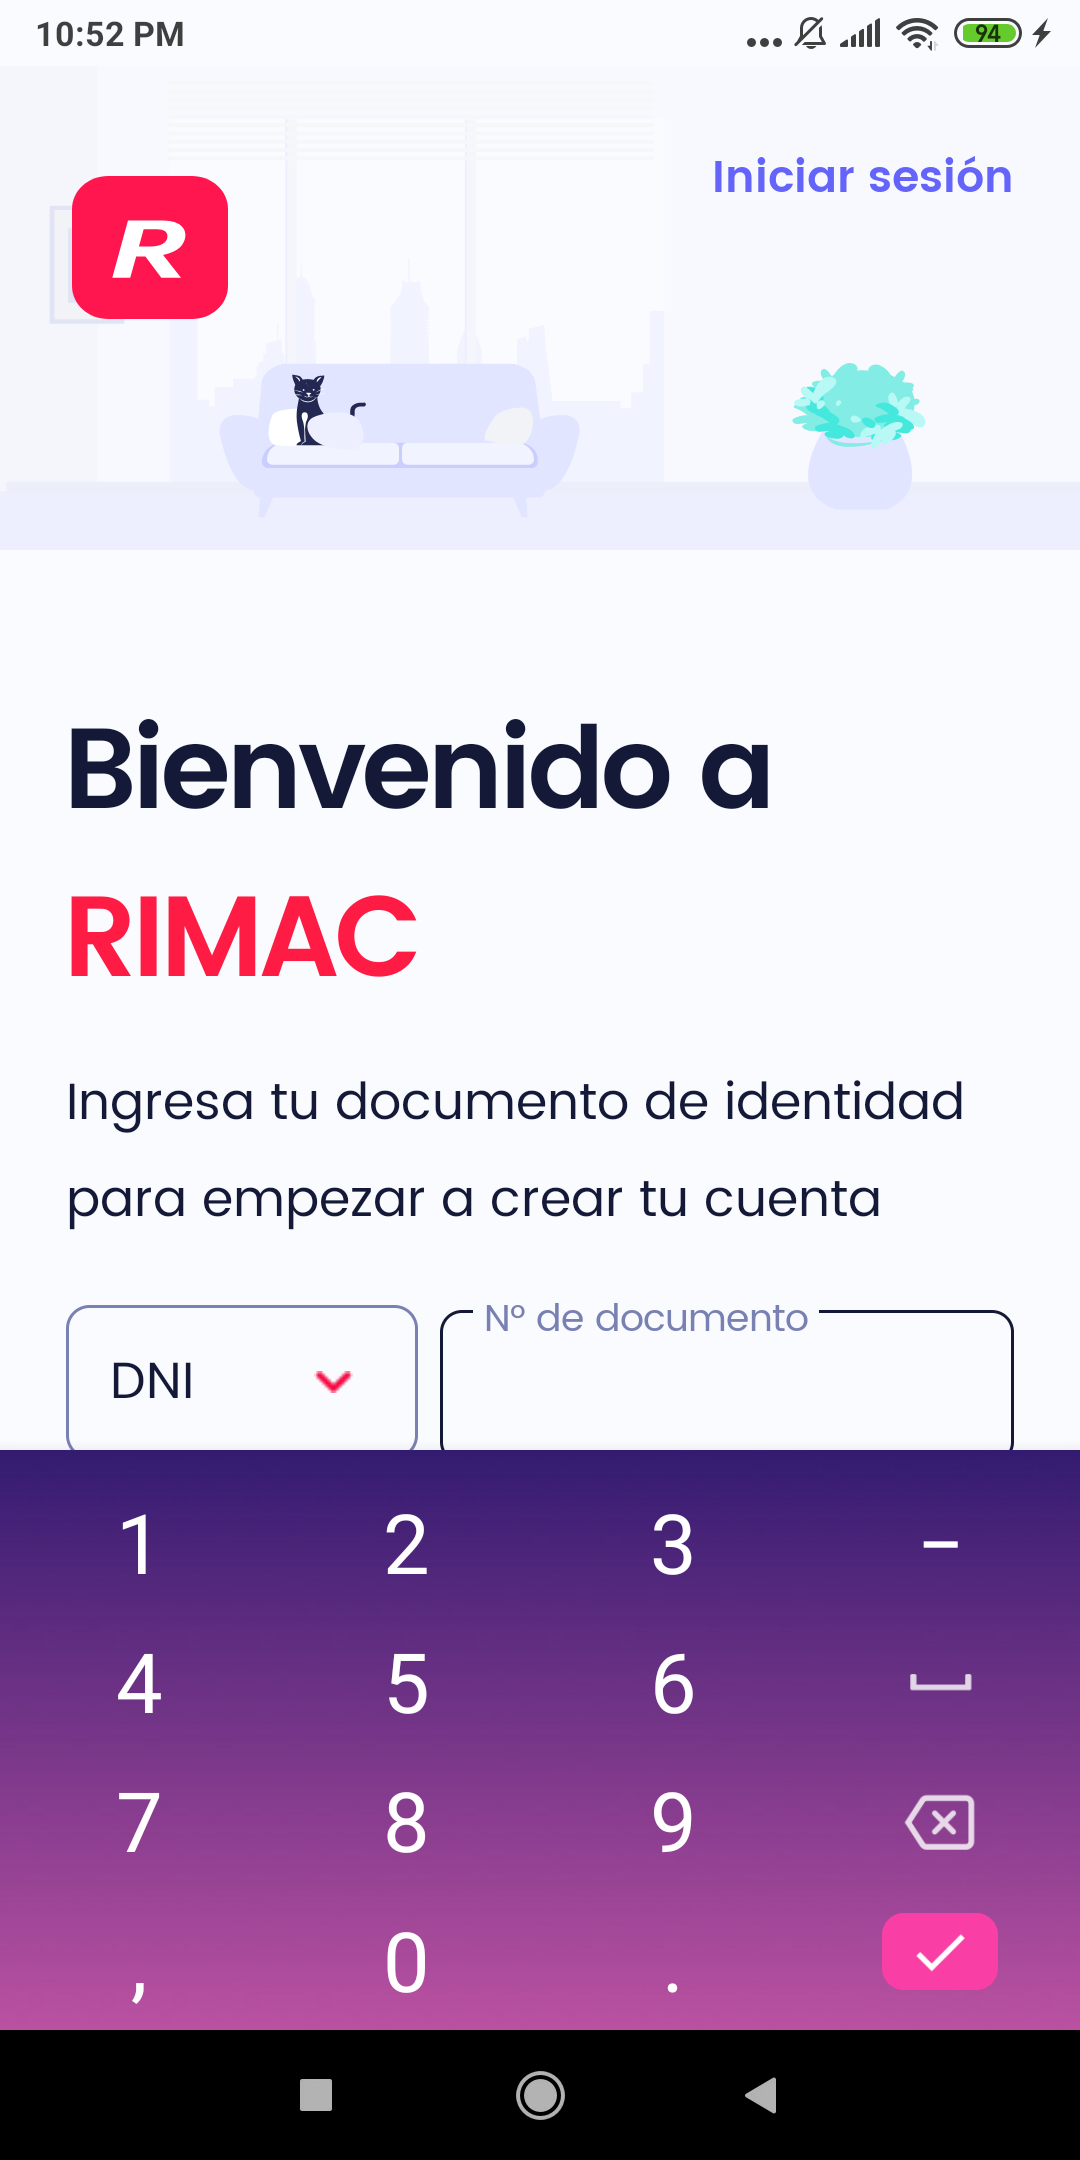 10:52 PM
94
Iniciar sesión
R
Bienvenido a
RIMAC
Ingresa tu documento de identidad
para empezar a crear tu cuenta
DNI
N° de documento
1 2 3 –
4 5 6
7 8 9
, 0 .